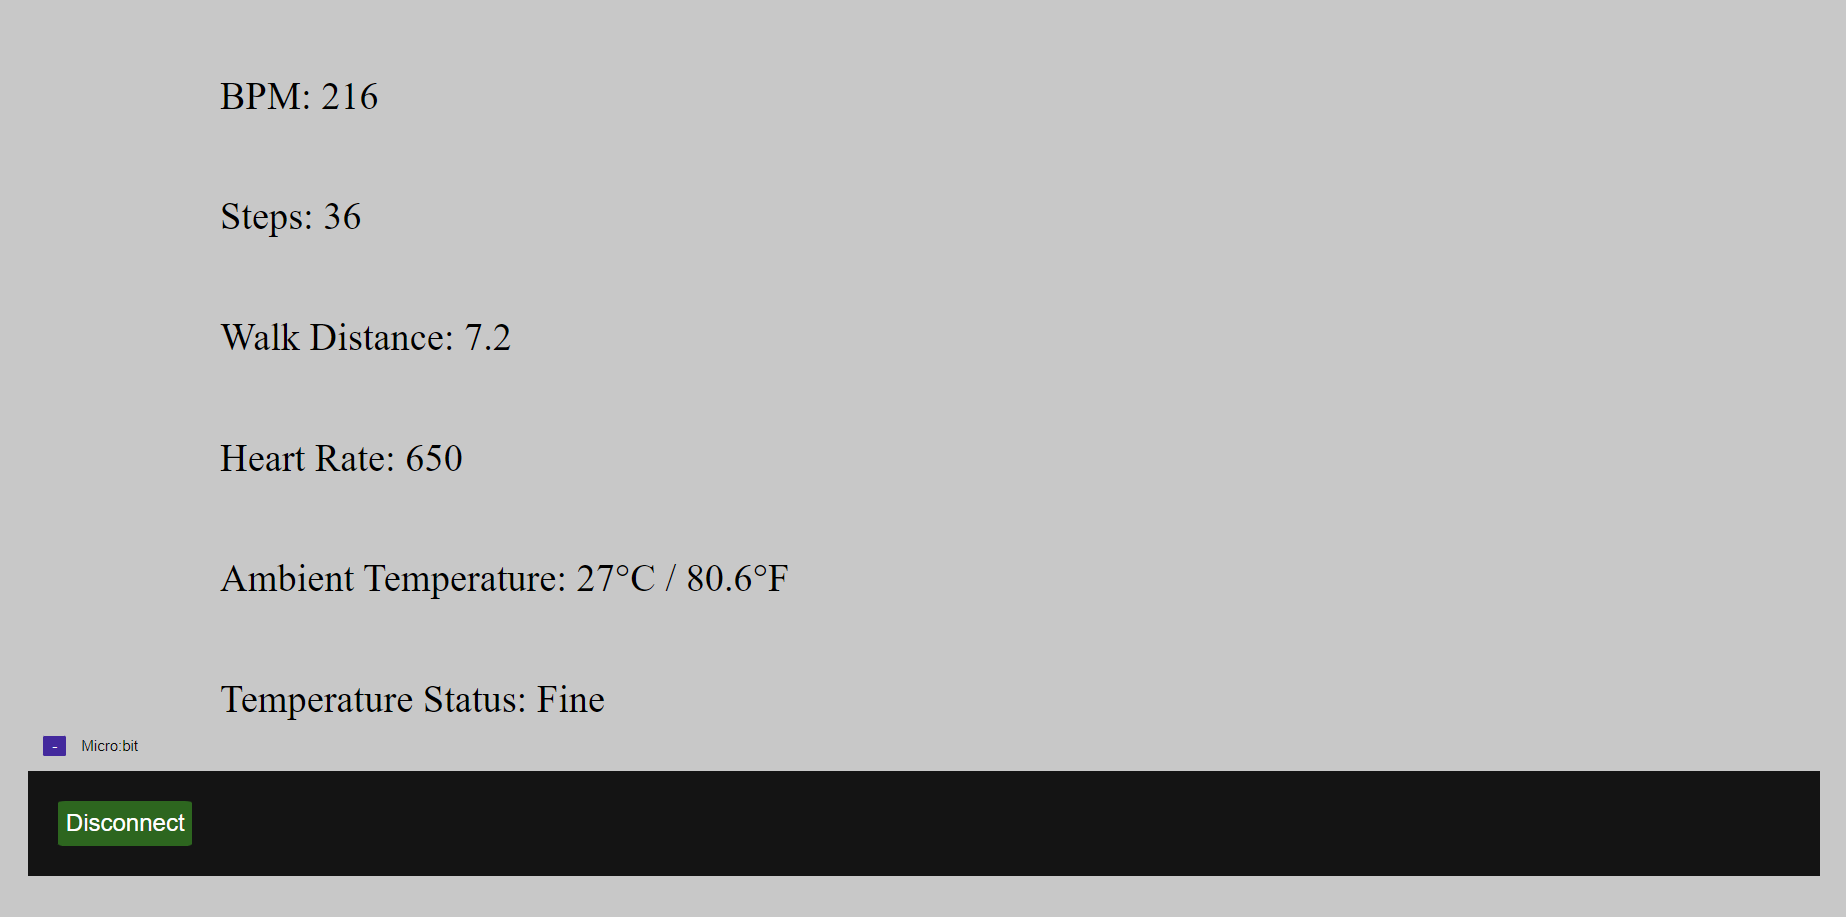 BPM: 216
Steps: 36
Walk Distance: 7.2
Heart Rate: 650
Ambient Temperature: 27°C / 80.6°F
Temperature Status: Fine
- Micro:bit
Disconnect